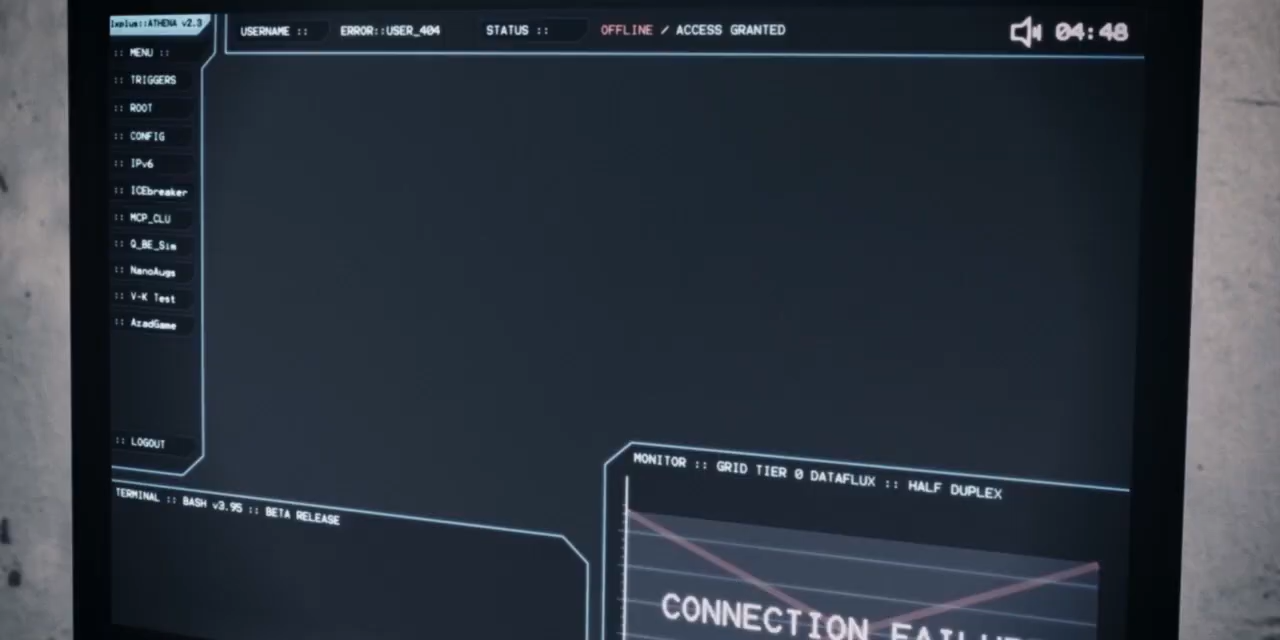 ATHENA v2.3
USERNAME :: ERROR::USER_404 STATUS :: OFFLINE / ACCESS GRANTED 04:48
:: MENU ::
:: TRIGGERS
:: ROOT
:: CONFIG
:: IPv6
:: ICEbreaker
:: MCP_CLU
:: Q_BE_Sim
:: NanoAugs
:: V-K Test
:: AzadGame
:: LOGOUT
TERMINAL :: BASH v3.95 :: BETA RELEASE
MONITOR :: GRID TIER 0 DATAFLUX :: HALF DUPLEX
CONNECTION